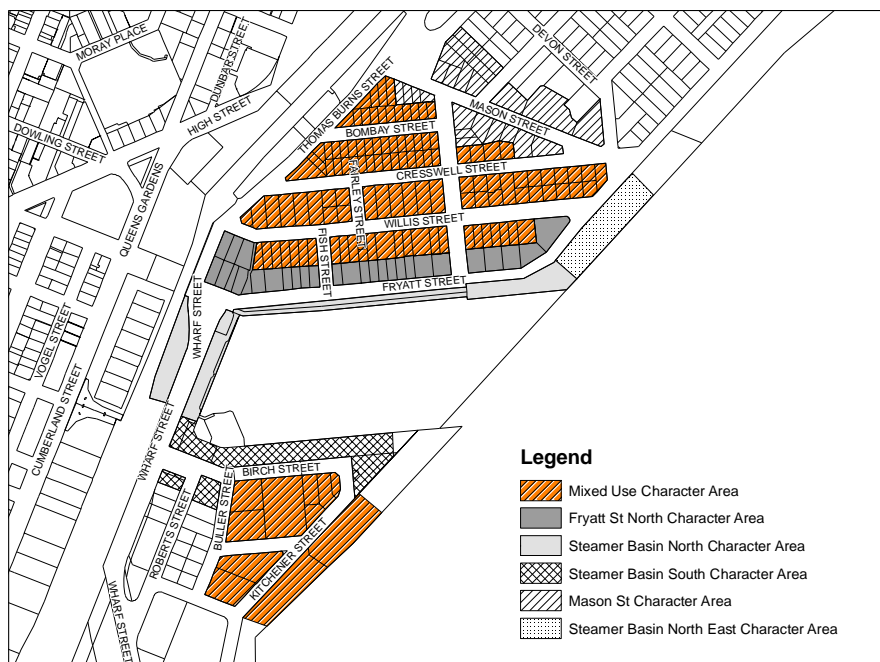 MORAY PLACE
DUNBAR STREET
DEVON STREET
HIGH STREET
THOMAS BURNS STREET
MASON STREET
DOWLING STREET
BOMBAY STREET
CRESSWELL STREET
FAIRLEY STREET
QUEENS GARDENS
WILLIS STREET
FISH STREET
FRYATT STREET
WHARF STREET
VOGEL STREET
CUMBERLAND STREET
WHARF STREET
BIRCH STREET
BULLER STREET
ROBERTS STREET
KITCHENER STREET
WHARF STREET
Legend
Mixed Use Character Area
Fryatt St North Character Area
Steamer Basin North Character Area
Steamer Basin South Character Area
Mason St Character Area
Steamer Basin North East Character Area